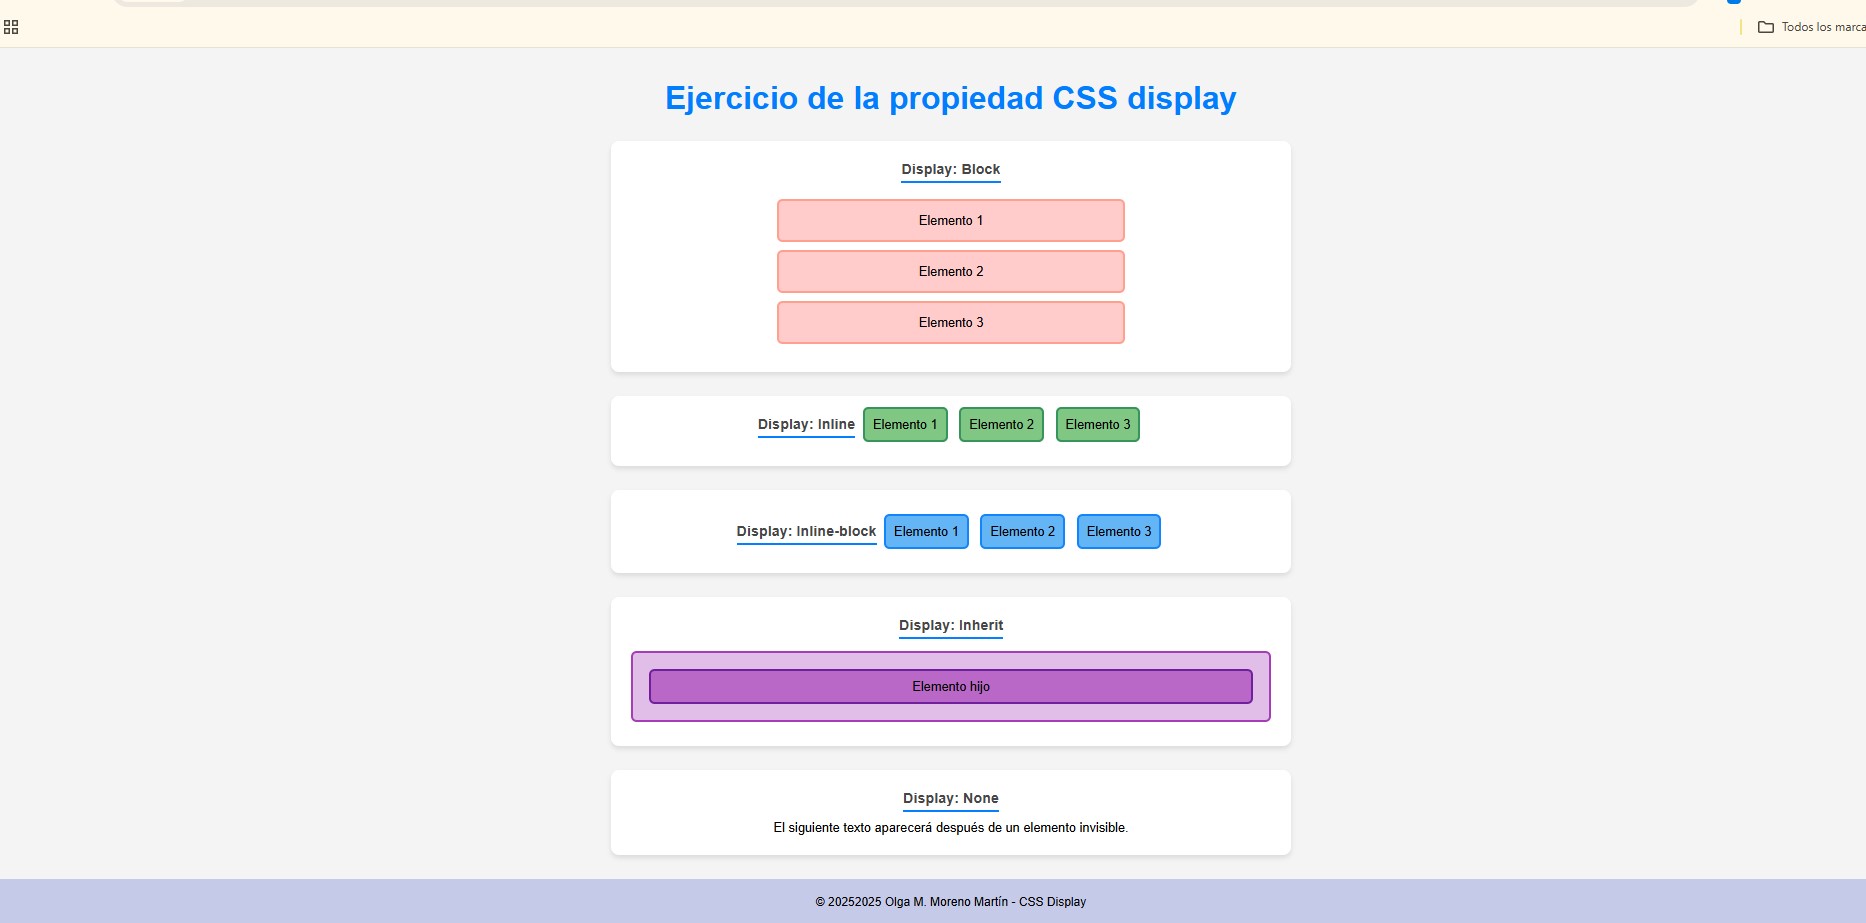 Todos los marca
Ejercicio de la propiedad CSS display
Display: Block
Elemento 1
Elemento 2
Elemento 3
Display: Inline Elemento 1 Elemento 2 Elemento 3
Display: Inline-block Elemento 1 Elemento 2 Elemento 3
Display: Inherit
Elemento hijo
Display: None
El siguiente texto aparecerá después de un elemento invisible.
© 20252025 Olga M. Moreno Martín - CSS Display